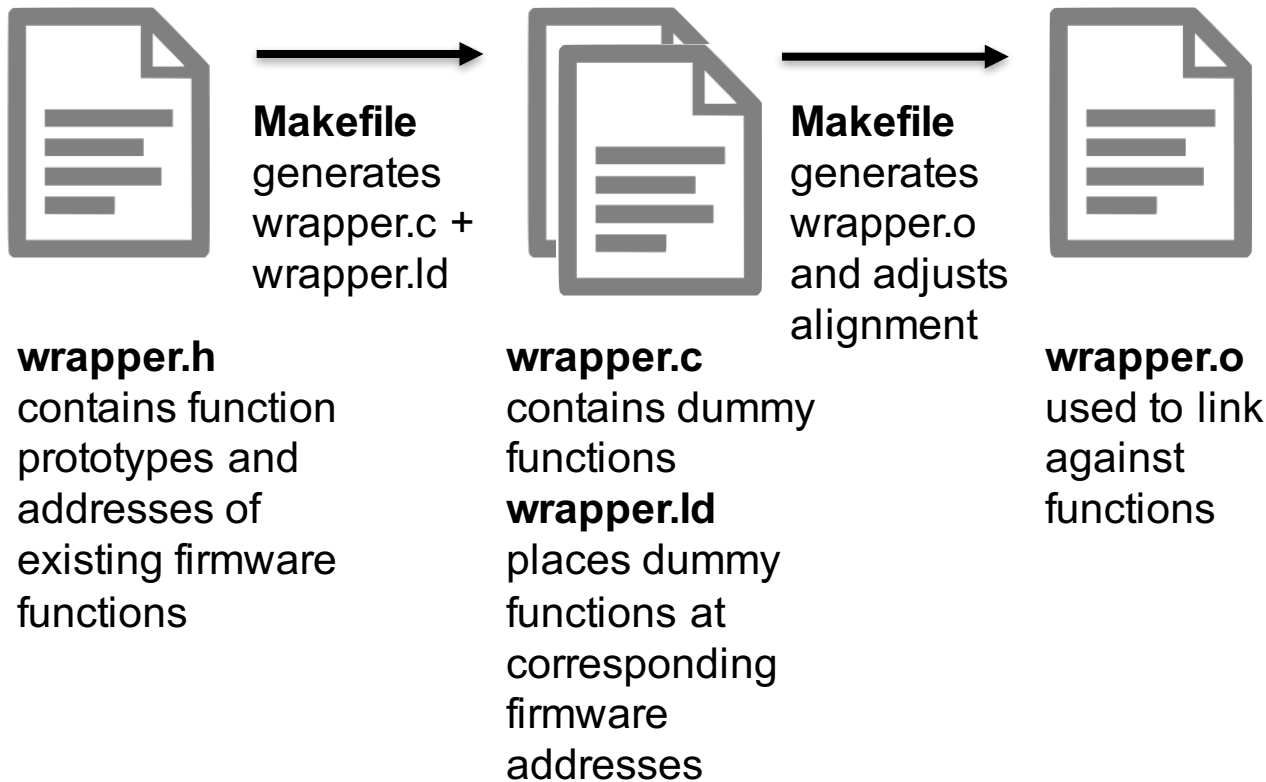 Makefile
generates
wrapper.c +
wrapper.ld
Makefile
generates
wrapper.o
and adjusts
alignment
wrapper.h
contains function
prototypes and
addresses of
existing firmware
functions
wrapper.c
contains dummy
functions
wrapper.ld
places dummy
functions at
corresponding
firmware
addresses
wrapper.o
used to link
against
functions